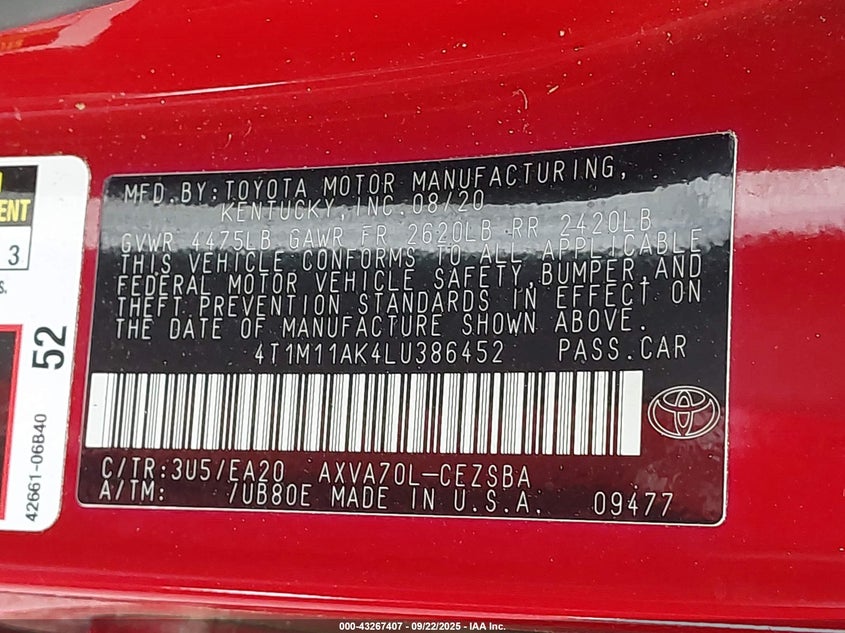 MENT
3
S.
52
42661-06B40
MFD.BY:TOYOTA MOTOR MANUFACTURING,
KENTUCKY,INC.08/20
GVWR 4475LB GAWR FR 2620LB RR 2420LB
THIS VEHICLE CONFORMS TO ALL APPLICABLE
FEDERAL MOTOR VEHICLE SAFETY,BUMPER,AND
THEFT PREVENTION STANDARDS IN EFFECT ON
THE DATE OF MANUFACTURE SHOWN ABOVE.
4T1M11AK4LU386452 PASS.CAR
C/TR:3U5/EA20 AXVA70L-CEZSBA
A/TM: /UB80E MADE IN U.S.A. 09477
000-43267407 - 09/22/2025 - IAA Inc.